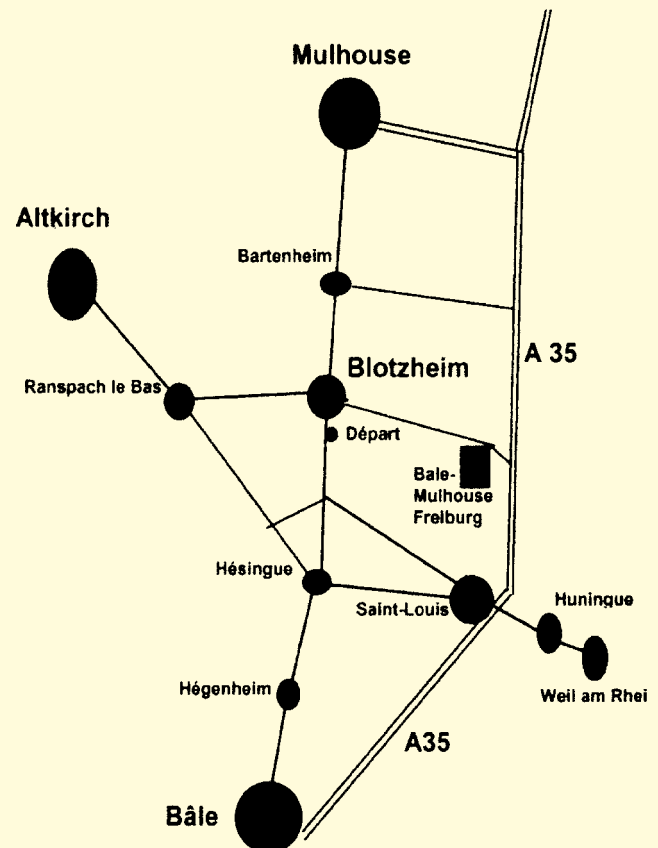 Mulhouse
Altkirch
Bartenheim
A 35
Blotzheim
Ranspach le Bas
Départ
Bale-
Mulhouse
Freiburg
Hésingue
Saint-Louis
Huningue
Hégenheim
Weil am Rhei
A35
Bâle